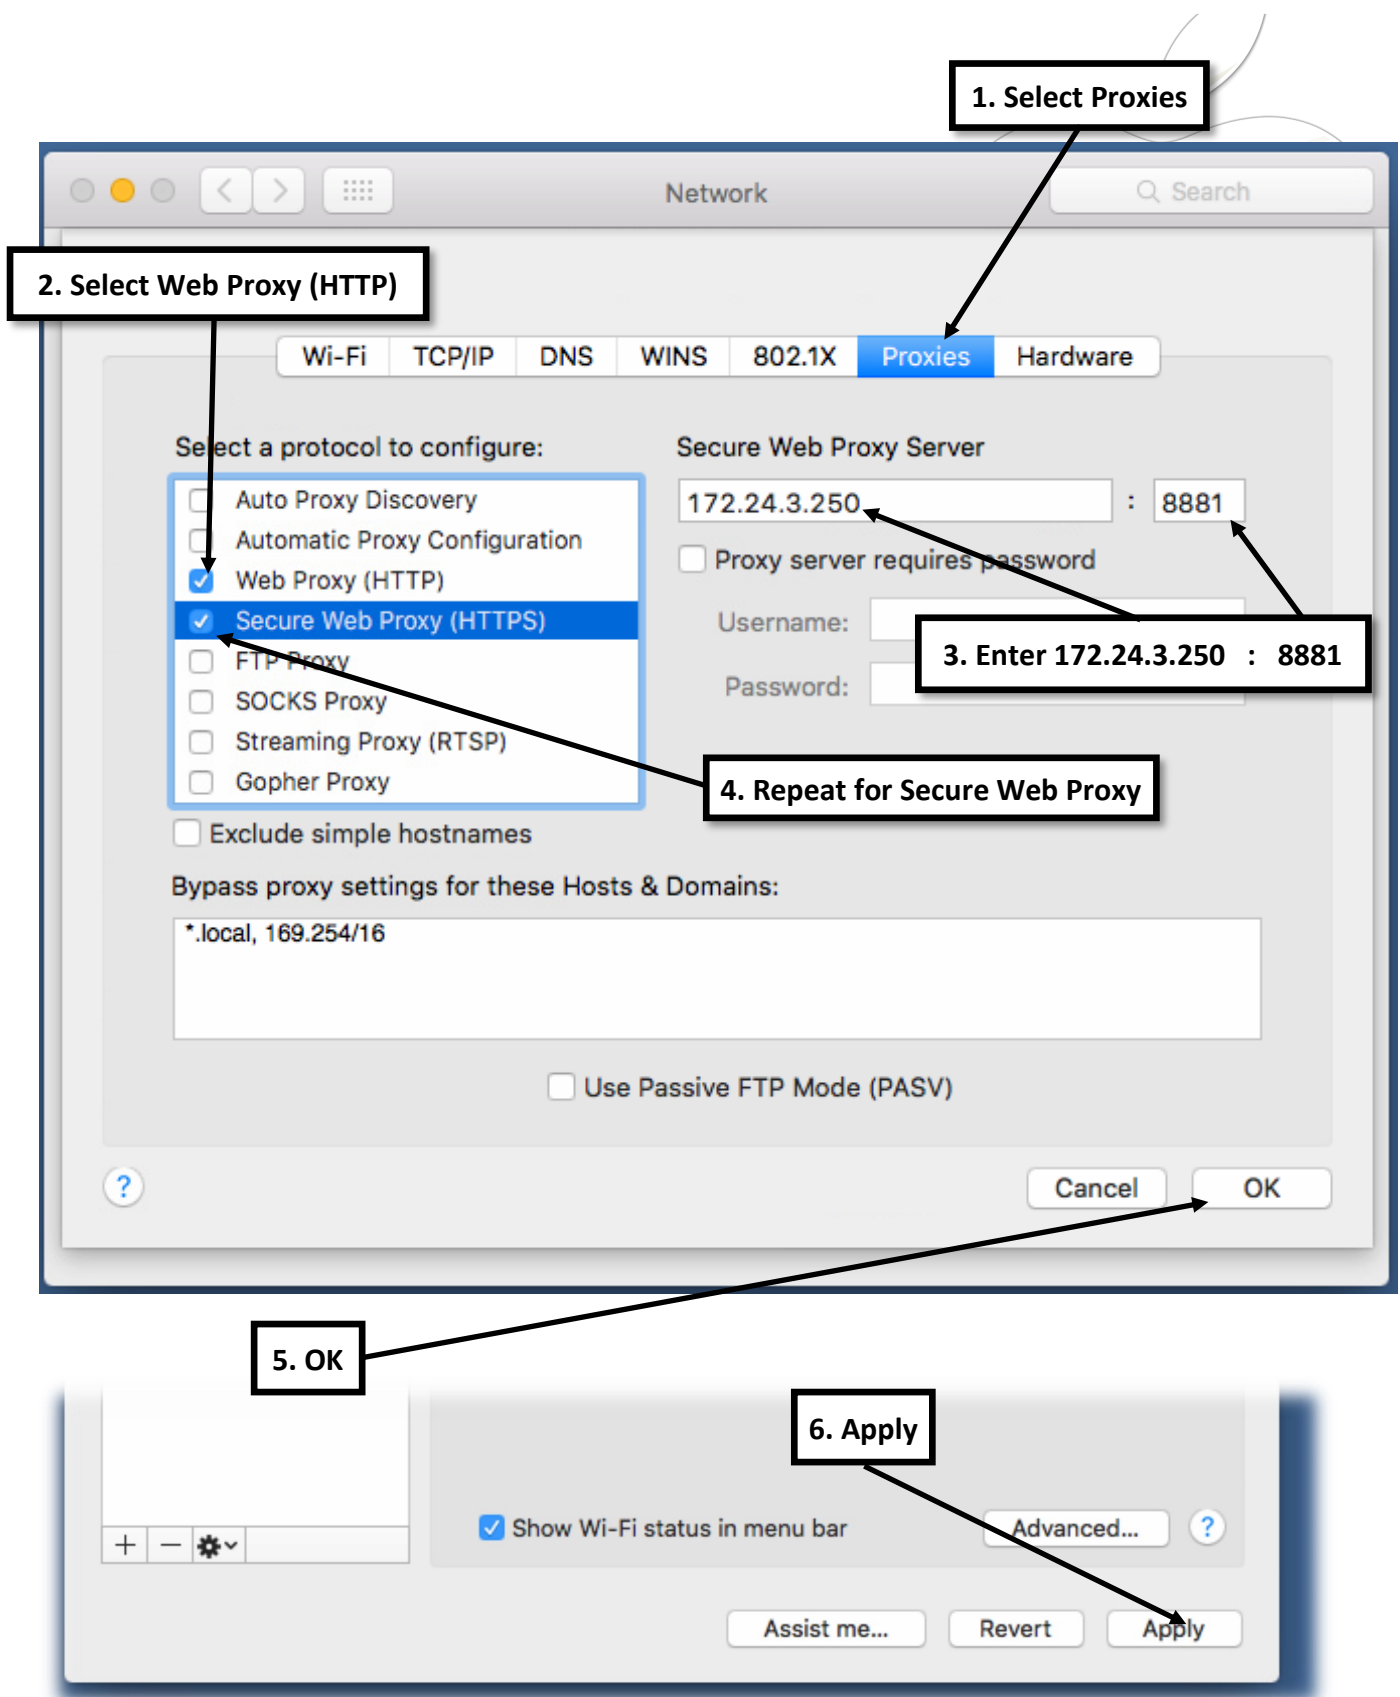 1. Select Proxies
Network
Search
2. Select Web Proxy (HTTP)
Wi-Fi TCP/IP DNS WINS 802.1X Proxies Hardware
Select a protocol to configure:
Auto Proxy Discovery
Automatic Proxy Configuration
Web Proxy (HTTP)
Secure Web Proxy (HTTPS)
FTP Proxy
SOCKS Proxy
Streaming Proxy (RTSP)
Gopher Proxy
Secure Web Proxy Server
172.24.3.250 : 8881
Proxy server requires password
Username:
Password:
3. Enter 172.24.3.250 : 8881
4. Repeat for Secure Web Proxy
Exclude simple hostnames
Bypass proxy settings for these Hosts & Domains:
*.local, 169.254/16
Use Passive FTP Mode (PASV)
?
Cancel OK
5. OK
6. Apply
Show Wi-Fi status in menu bar
Advanced... ?
Assist me... Revert Apply